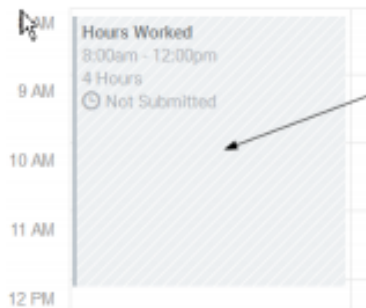 AM
Hours Worked
8:00am - 12:00pm
4 Hours
9 AM
Not Submitted
10 AM
11 AM
12 PM